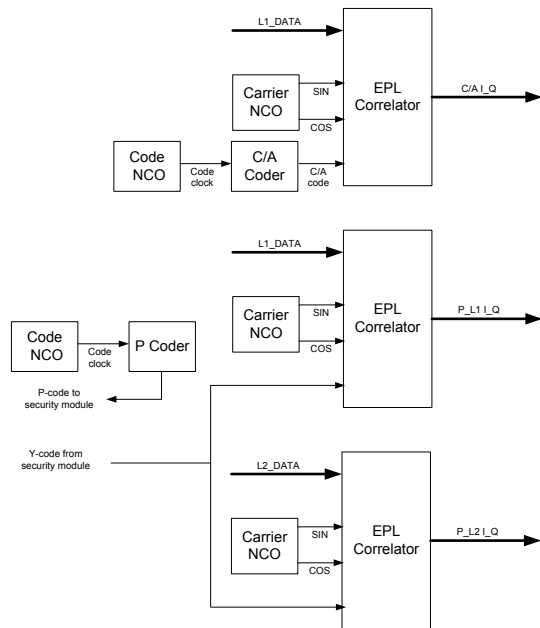 L1_DATA
Carrier
NCO
SIN
COS
EPL
Correlator
C/A I_Q
Code
NCO
Code
clock
C/A
Coder
C/A
code
L1_DATA
Carrier
NCO
SIN
COS
EPL
Correlator
P_L1 I_Q
Code
NCO
Code
clock
P Coder
P-code to
security module
Y-code from
security module
L2_DATA
Carrier
NCO
SIN
COS
EPL
Correlator
P_L2 I_Q